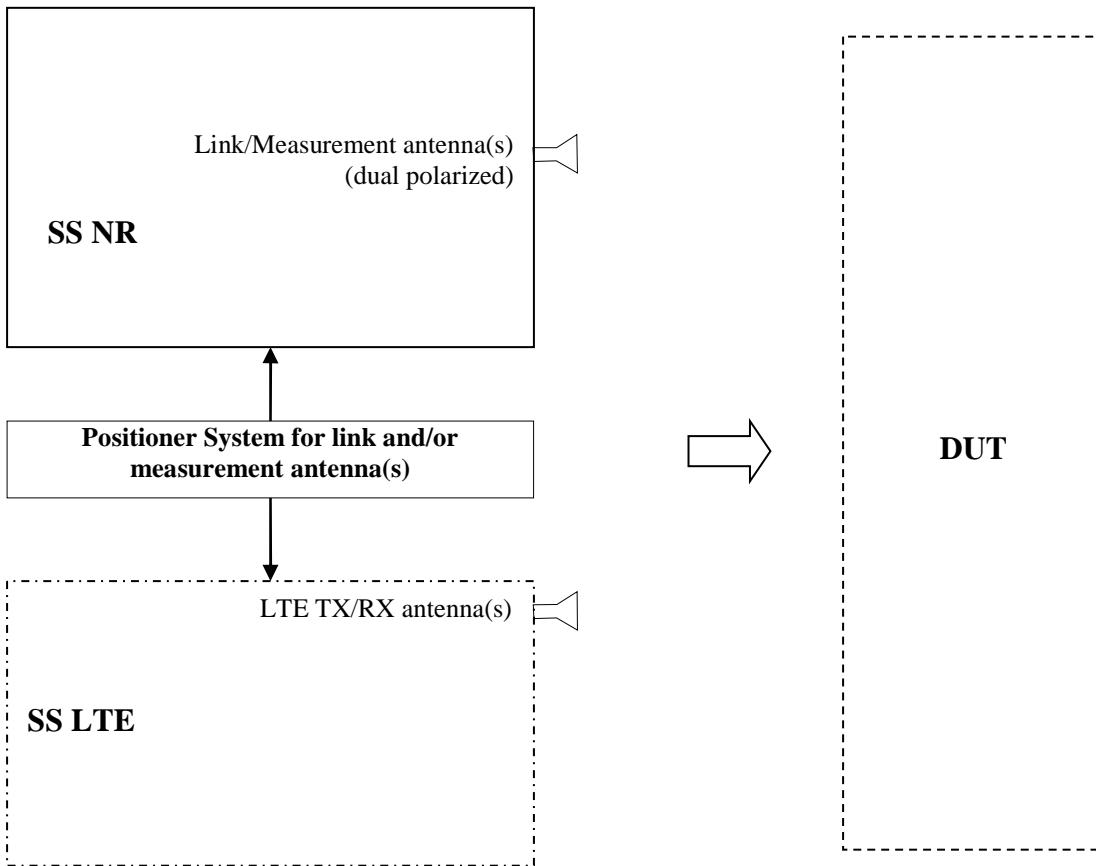 Link/Measurement antenna(s)
(dual polarized)
SS NR
Positioner System for link and/or
measurement antenna(s)
DUT
LTE TX/RX antenna(s)
SS LTE